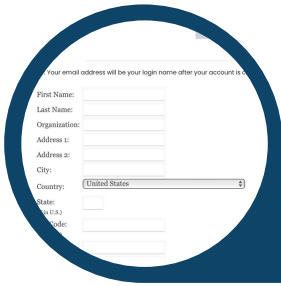 Your email address will be your login name after your account is
First Name:
Last Name:
Organization:
Address 1:
Address 2:
City:
Country: United States
State:
in U.S.)
Code: